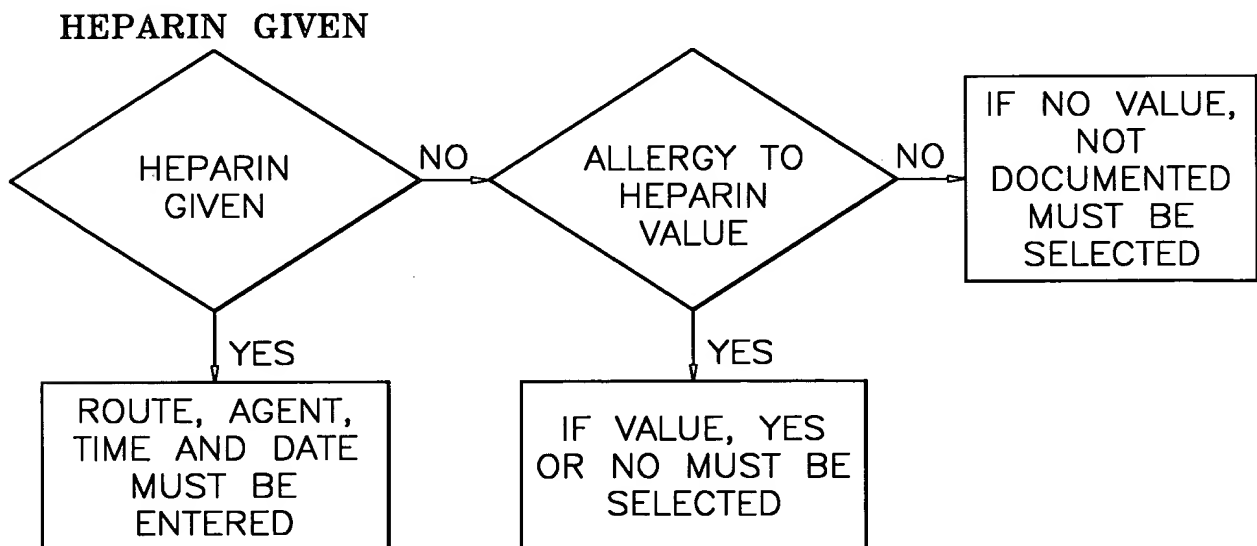 HEPARIN GIVEN
HEPARIN
GIVEN
NO
ALLERGY TO
HEPARIN
VALUE
NO
IF NO VALUE,
NOT
DOCUMENTED
MUST BE
SELECTED
YES
ROUTE, AGENT,
TIME AND DATE
MUST BE
ENTERED
YES
IF VALUE, YES
OR NO MUST BE
SELECTED